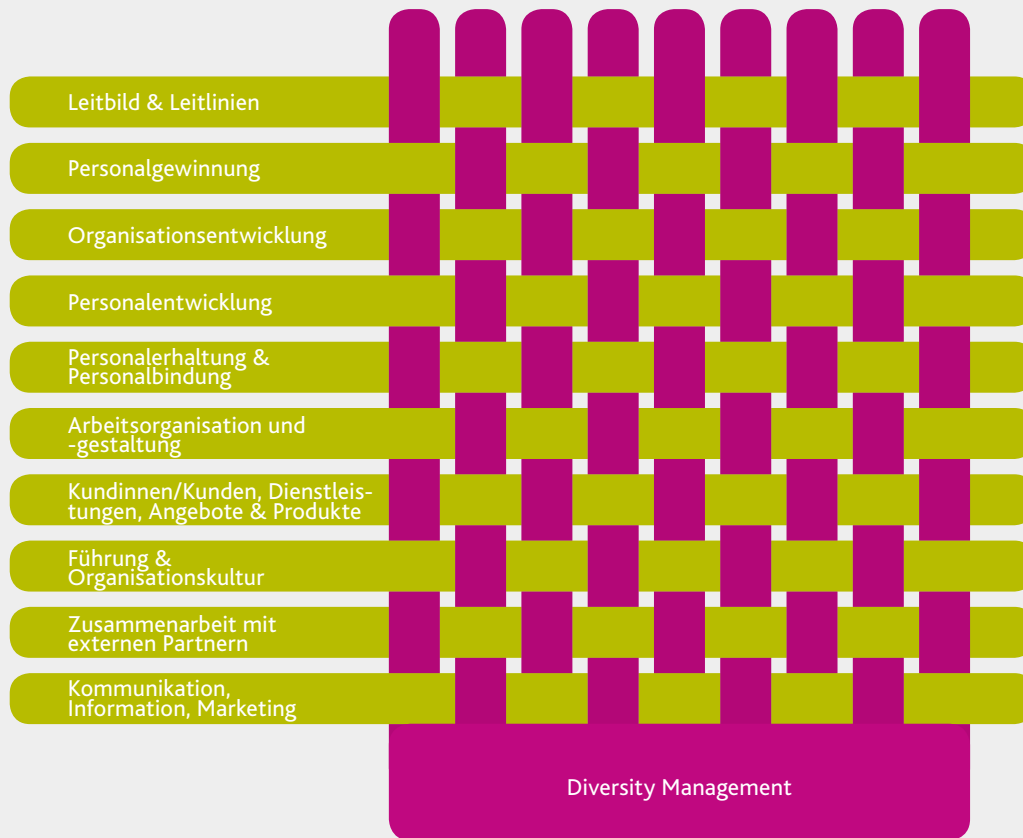 Leitbild & Leitlinien
Personalgewinnung
Organisationsentwicklung
Personalentwicklung
Personalerhaltung &
Personalbindung
Arbeitsorganisation und
-gestaltung
Kundinnen/Kunden, Dienstleis-
tungen, Angebote & Produkte
Führung &
Organisationskultur
Zusammenarbeit mit
externen Partnern
Kommunikation,
Information, Marketing
Diversity Management